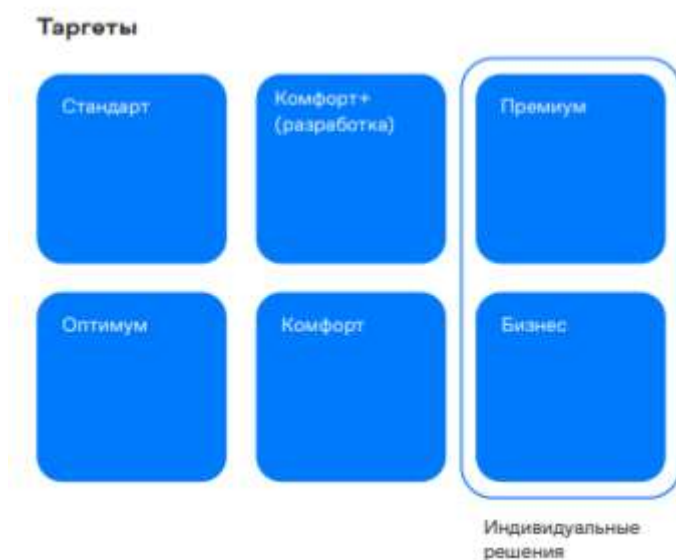 Таргеты
Стандарт
Комфорт+
(разработка)
Премиум
Оптимум
Комфорт
Бизнес
Индивидуальные
решения